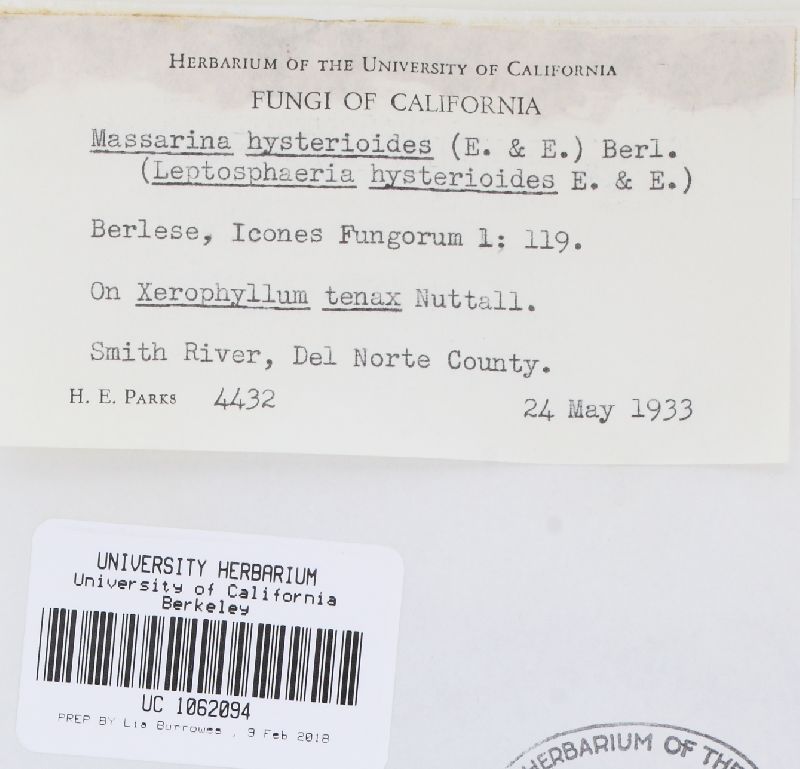 HERBARIUM OF THE UNIVERSITY OF CALIFORNIA
FUNGI OF CALIFORNIA
Massarina hysterioides (E. & E.) Berl.
(Leptosphaeria hysterioides E. & E.)
Berlese, Icones Fungorum 1: 119.
On Xerophyllum tenax Nuttall.
Smith River, Del Norte County.
H. E. PARKS 4432 24 May 1933
UNIVERSITY HERBARIUM
University of California
Berkeley
UC 1062094
PREP BY Lia Burrowes , 9 Feb 2018
HERBARIUM OF THE